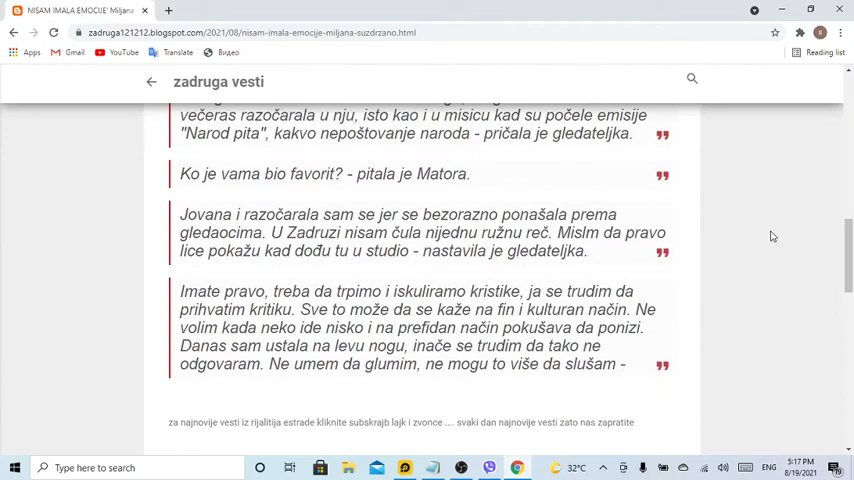 NISAM IMALA EMOCIJE' Miljana
zadruga121212.blogspot.com/2021/08/nisam-imala-emocije-miljana-suzdrzano.html
Apps Gmail YouTube Translate Видео Reading list
zadruga vesti
večeras razočarala u nju, isto kao i u misicu kad su počele emisije
"Narod pita", kakvo nepoštovanje naroda - pričala je gledateljka.
Ko je vama bio favorit? - pitala je Matora.
Jovana i razočarala sam se jer se bezorazno ponašala prema
gledaocima. U Zadruzi nisam čula nijednu ružnu reč. Mislm da pravo
lice pokažu kad dođu tu u studio - nastavila je gledateljka.
Imate pravo, treba da trpimo i iskuliramo kristike, ja se trudim da
prihvatim kritiku. Sve to može da se kaže na fin i kulturan način. Ne
volim kada neko ide nisko i na prefidan način pokušava da ponizi.
Danas sam ustala na levu nogu, inače se trudim da tako ne
odgovaram. Ne umem da glumim, ne mogu to više da slušam -
za najnovije vesti iz rijalitija estrade kliknite subskrajb lajk i zvonce .... svaki dan najnovije vesti zato nas zapratite
Type here to search
32°C
ENG
5:17 PM
8/19/2021